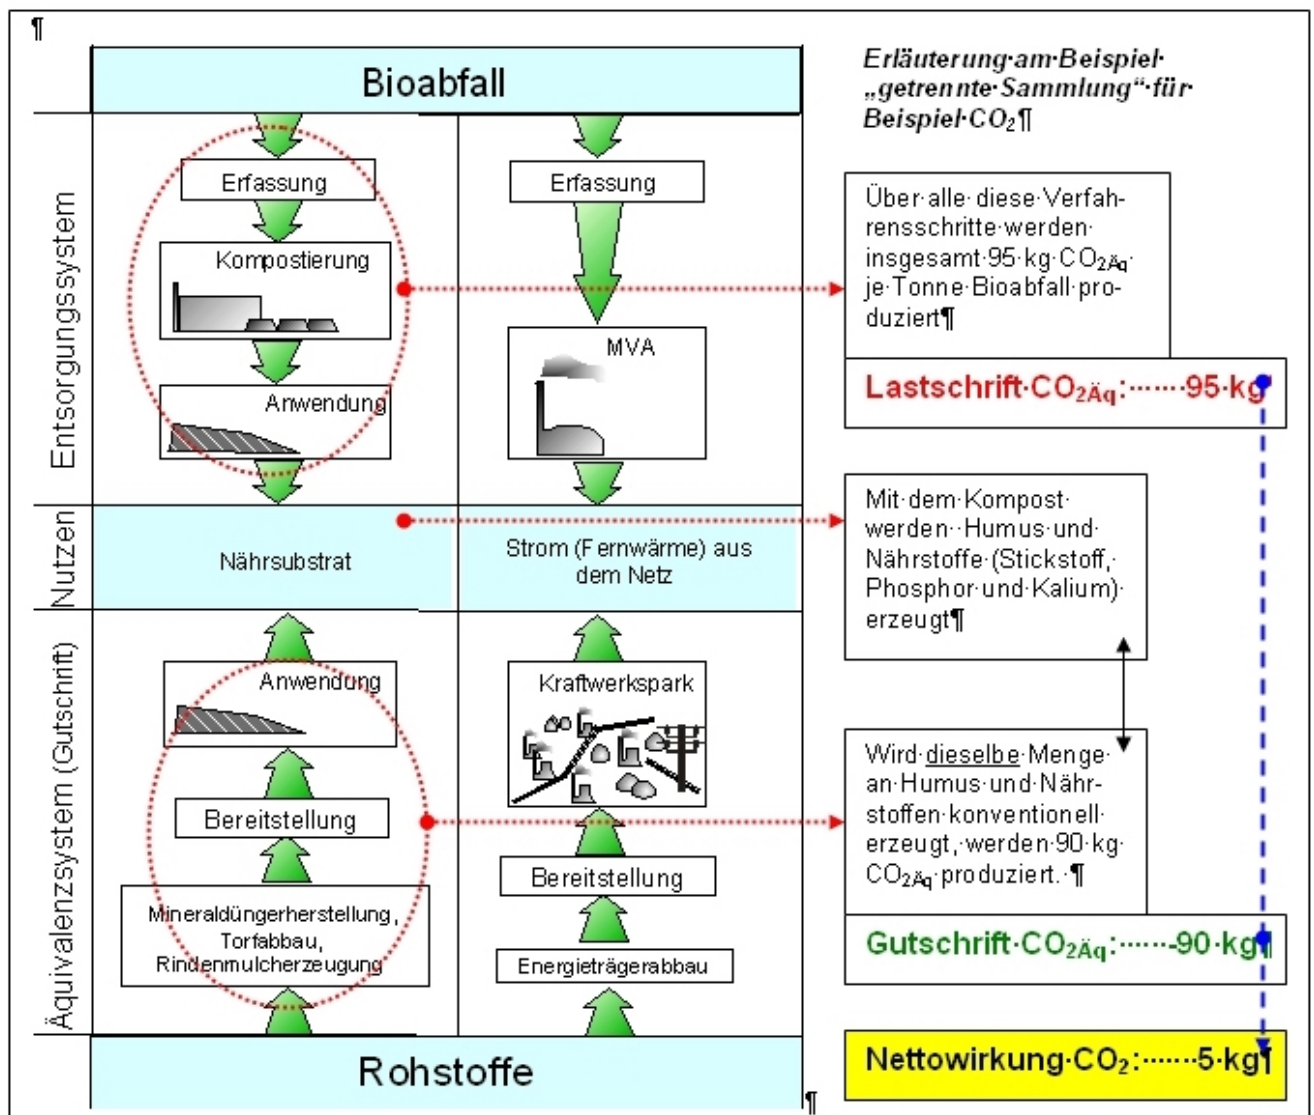 ¶
Bioabfall
Entsorgungssystem
Erfassung
Kompostierung
Anwendung
Erfassung
MVA
Nutzen
Nährsubstrat
Strom (Fernwärme) aus
dem Netz
Äquivalenzsystem (Gutschrift)
Anwendung
Bereitstellung
Mineraldüngerherstellung,
Torfabbau,
Rindenmulcherzeugung
Kraftwerkspark
Bereitstellung
Energieträgerabbau
Rohstoffe
¶
Erläuterung·am·Beispiel·
„getrennte·Sammlung“·für·
Beispiel·CO₂¶
Über·alle·diese·Verfah-
rensschritte·werden·
insgesamt·95·kg·CO₂Äq·
je·Tonne·Bioabfall·pro-
duziert¶
Lastschrift·CO₂Äq:·······95·kg¶
Mit·dem·Kompost·
werden··Humus·und·
Nährstoffe·(Stickstoff,·
Phosphor·und·Kalium)·
erzeugt¶
Wird·dieselbe·Menge·
an·Humus·und·Nähr-
stoffen·konventionell·
erzeugt,·werden·90·kg·
CO₂Äq·produziert.·¶
Gutschrift·CO₂Äq:·······-90·kg¶
Nettowirkung·CO₂:·······5·kg¶